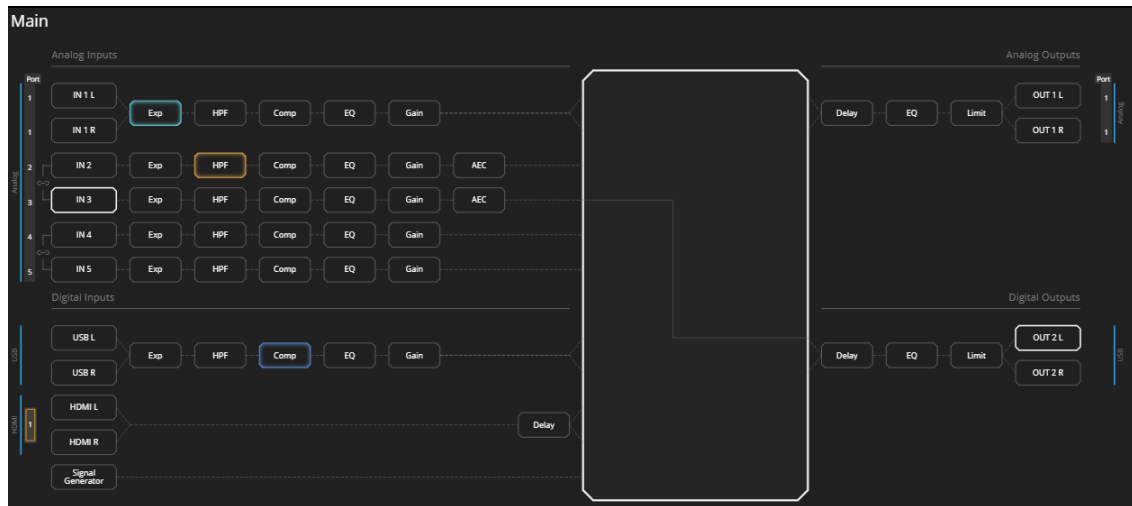 Main
Analog Inputs
Analog Outputs
Port
Port
1 IN 1 L
Exp HPF Comp EQ Gain
1 IN 1 R
Delay EQ Limit
OUT 1 L 1
OUT 1 R 1
Analog
Analog
2 IN 2 Exp HPF Comp EQ Gain AEC
3 IN 3 Exp HPF Comp EQ Gain AEC
4 IN 4 Exp HPF Comp EQ Gain
5 IN 5 Exp HPF Comp EQ Gain
Digital Inputs
Digital Outputs
USB
USB L
USB R
Exp HPF Comp EQ Gain
Delay EQ Limit
OUT 2 L
OUT 2 R
USB
HDMI
1
HDMI L
HDMI R
Delay
Signal
Generator